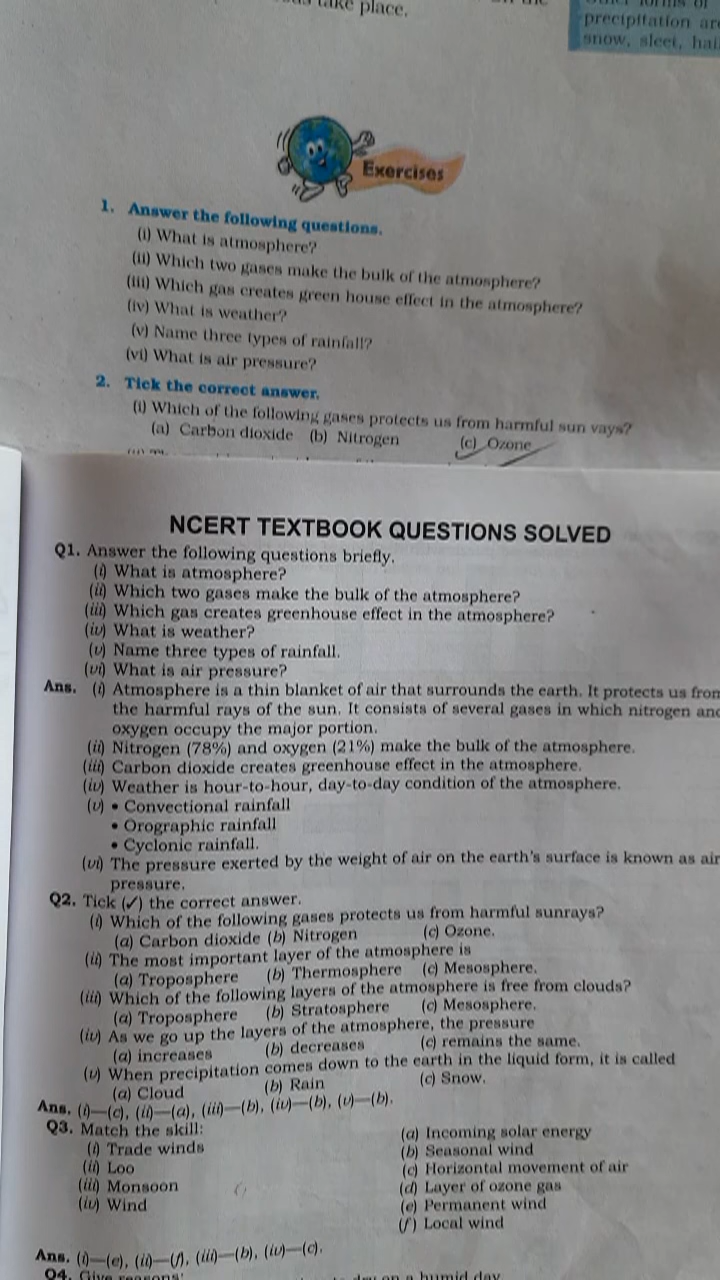 take place.
precipitation are
snow, sleet, hail
Exercises
1. Answer the following questions.
(i) What is atmosphere?
(ii) Which two gases make the bulk of the atmosphere?
(iii) Which gas creates green house effect in the atmosphere?
(iv) What is weather?
(v) Name three types of rainfall?
(vi) What is air pressure?
2. Tick the correct answer.
(i) Which of the following gases protects us from harmful sun vays?
(a) Carbon dioxide (b) Nitrogen (c) Ozone
NCERT TEXTBOOK QUESTIONS SOLVED
Q1. Answer the following questions briefly.
(i) What is atmosphere?
(ii) Which two gases make the bulk of the atmosphere?
(iii) Which gas creates greenhouse effect in the atmosphere?
(iv) What is weather?
(v) Name three types of rainfall.
(vi) What is air pressure?
Ans. (i) Atmosphere is a thin blanket of air that surrounds the earth. It protects us from
the harmful rays of the sun. It consists of several gases in which nitrogen and
oxygen occupy the major portion.
(ii) Nitrogen (78%) and oxygen (21%) make the bulk of the atmosphere.
(iii) Carbon dioxide creates greenhouse effect in the atmosphere.
(iv) Weather is hour-to-hour, day-to-day condition of the atmosphere.
(v) • Convectional rainfall
• Orographic rainfall
• Cyclonic rainfall.
(vi) The pressure exerted by the weight of air on the earth's surface is known as air
pressure.
Q2. Tick (✓) the correct answer.
(i) Which of the following gases protects us from harmful sunrays?
(a) Carbon dioxide (b) Nitrogen (c) Ozone.
(ii) The most important layer of the atmosphere is
(a) Troposphere (b) Thermosphere (c) Mesosphere.
(iii) Which of the following layers of the atmosphere is free from clouds?
(a) Troposphere (b) Stratosphere (c) Mesosphere.
(iv) As we go up the layers of the atmosphere, the pressure
(a) increases (b) decreases (c) remains the same.
(v) When precipitation comes down to the earth in the liquid form, it is called
(a) Cloud (b) Rain (c) Snow.
Ans. (i)—(c), (ii)—(a), (iii)—(b), (iv)—(b), (v)—(b).
Q3. Match the skill:
(i) Trade winds (a) Incoming solar energy
(ii) Loo (b) Seasonal wind
(iii) Monsoon (c) Horizontal movement of air
(iv) Wind (d) Layer of ozone gas
(e) Permanent wind
(f) Local wind
Ans. (i)—(e), (ii)—(f), (iii)—(b), (iv)—(c).
Q4. Give reasons: day on a humid day